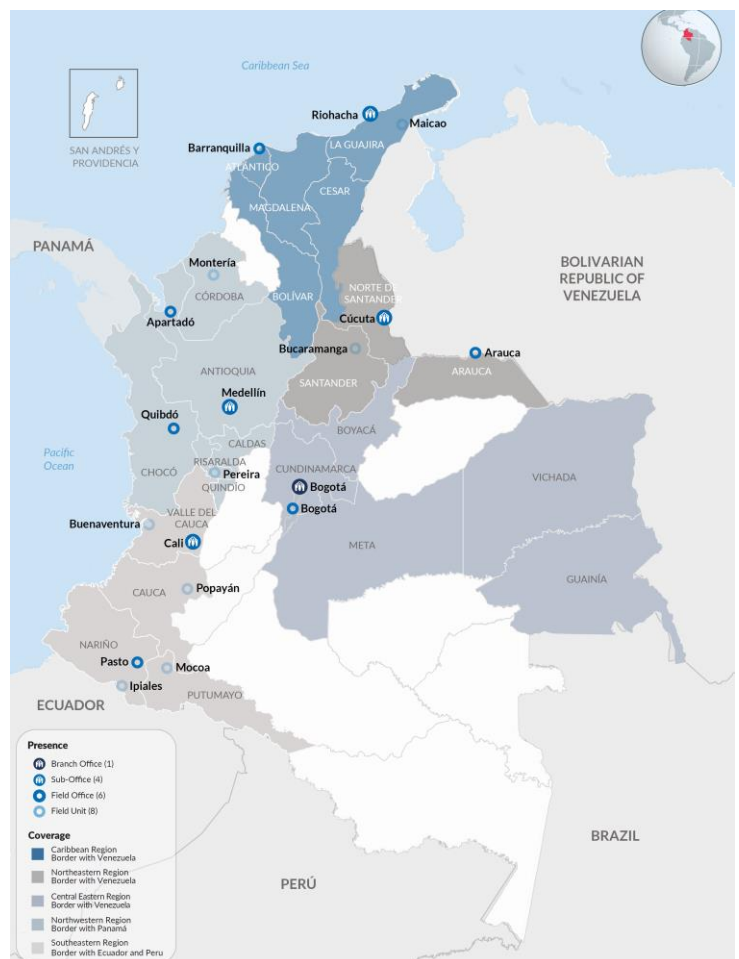 Caribbean Sea
Riohacha
Maicao
SAN ANDRÉS Y
PROVIDENCIA
Barranquilla
LA GUAJIRA
ATLÁNTICO
CESAR
MAGDALENA
PANAMÁ
Montería
BOLIVARIAN
REPUBLIC OF
VENEZUELA
NORTE DE
SANTANDER
CÓRDOBA
BOLÍVAR
Apartadó
Cúcuta
Bucaramanga
Arauca
ANTIOQUIA
ARAUCA
SANTANDER
Medellín
Quibdó
BOYACÁ
CALDAS
Pacific
Ocean
RISARALDA
CHOCÓ
Pereira
CUNDINAMARCA
VICHADA
QUINDÍO
Bogotá
VALLE DEL
CAUCA
Bogotá
Buenaventura
Cali
META
GUAINÍA
CAUCA
Popayán
NARIÑO
Pasto
Mocoa
Ipiales
PUTUMAYO
ECUADOR
Presence
Branch Office (1)
Sub-Office (4)
Field Office (6)
Field Unit (8)
Coverage
Caribbean Region
Border with Venezuela
Northeastern Region
Border with Venezuela
Central Eastern Region
Border with Venezuela
Northwestern Region
Border with Panamá
Southeastern Region
Border with Ecuador and Peru
BRAZIL
PERÚ